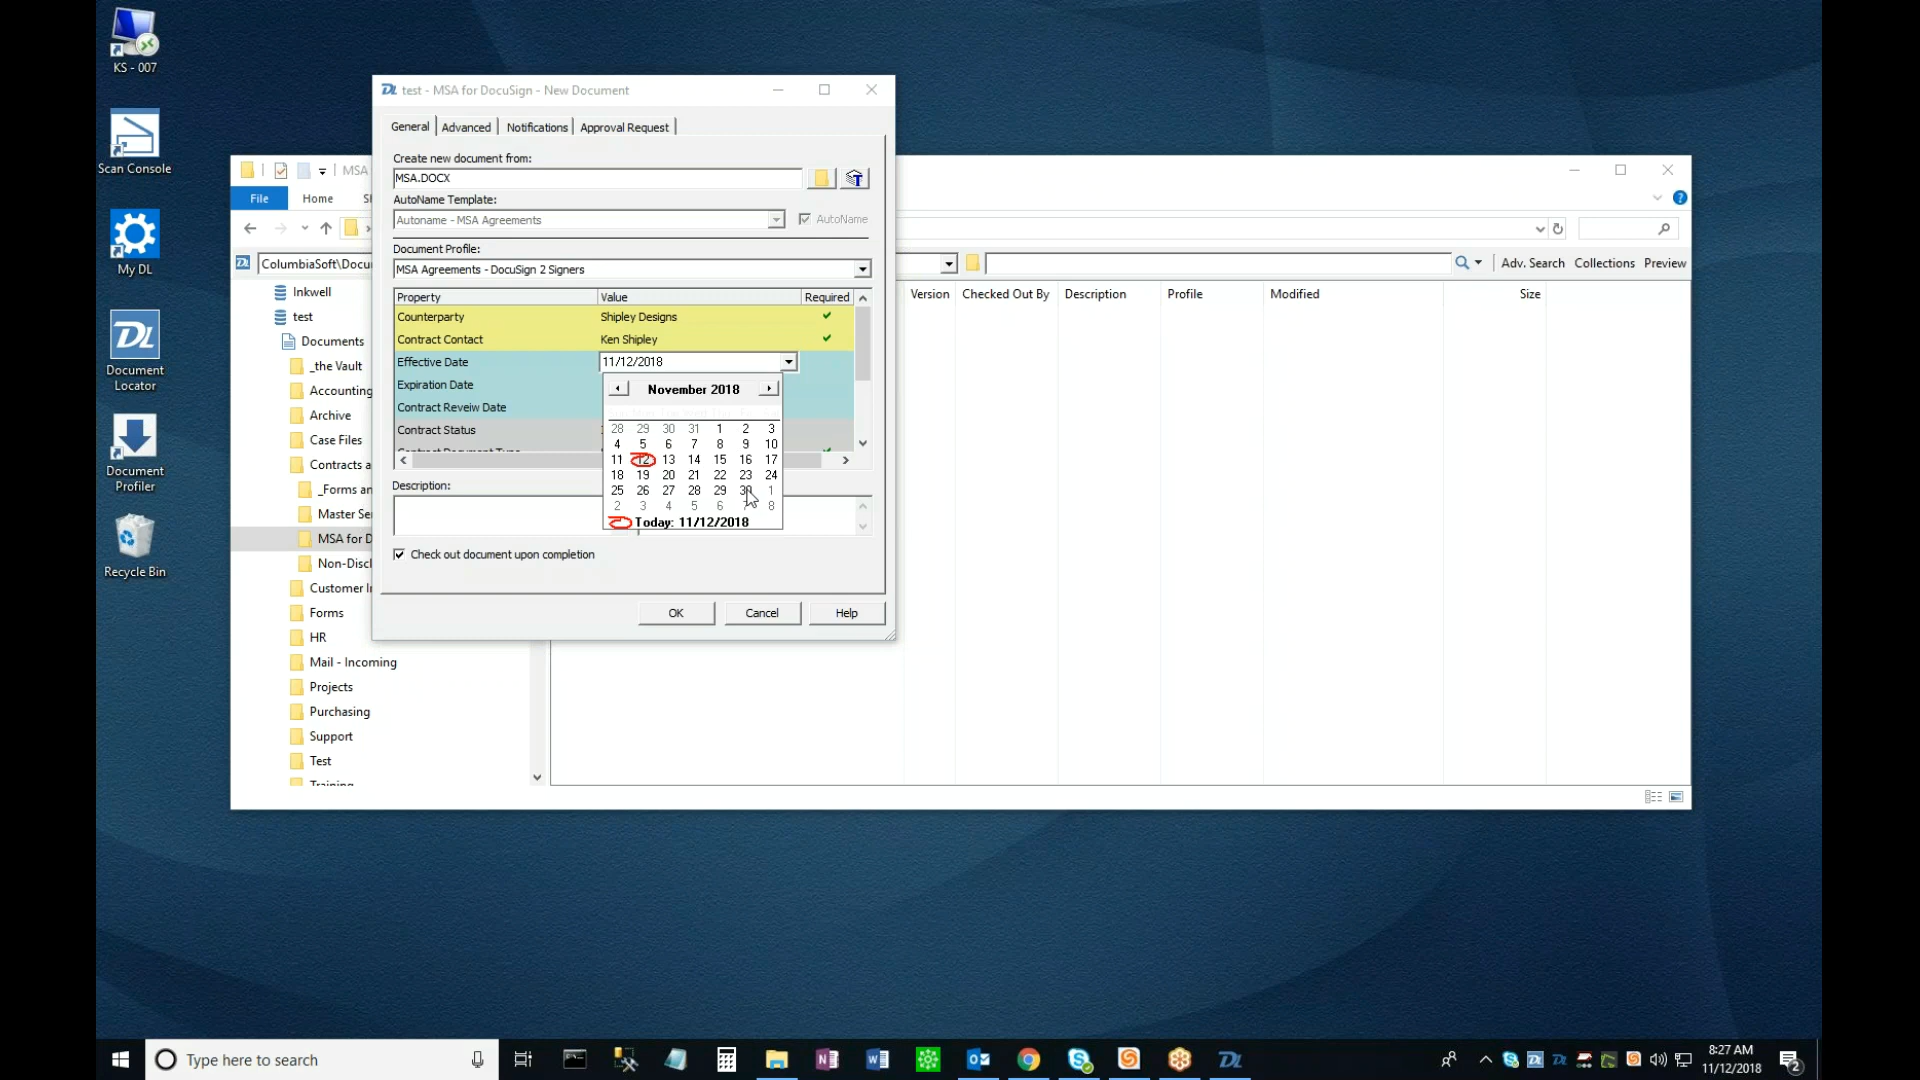 KS - 007
Scan Console
My DL
Document
Locator
Document
Profiler
Recycle Bin
MSA
File
Home
ColumbiaSoft\Docu
Adv. Search
Collections
Preview
Inkwell
test
Documents
_the Vault
Accounting
Archive
Case Files
Contracts a
_Forms an
Master Se
MSA for D
Non-Discl
Customer I
Forms
HR
Mail - Incoming
Projects
Purchasing
Support
Test
Training
Version
Checked Out By
Description
Profile
Modified
Size
DL test - MSA for DocuSign - New Document
General
Advanced
Notifications
Approval Request
Create new document from:
MSA.DOCX
AutoName Template:
Autoname - MSA Agreements
AutoName
Document Profile:
MSA Agreements - DocuSign 2 Signers
Property Value Required
Counterparty Shipley Designs
Contract Contact Ken Shipley
Effective Date 11/12/2018
Expiration Date
Contract Reveiw Date
Contract Status
Contract Document Type
November 2018
28 29 30 31 1 2 3
4 5 6 7 8 9 10
11 12 13 14 15 16 17
18 19 20 21 22 23 24
25 26 27 28 29 30 1
2 3 4 5 6 7 8
Today: 11/12/2018
Description:
Check out document upon completion
OK
Cancel
Help
Type here to search
8:27 AM
11/12/2018
2